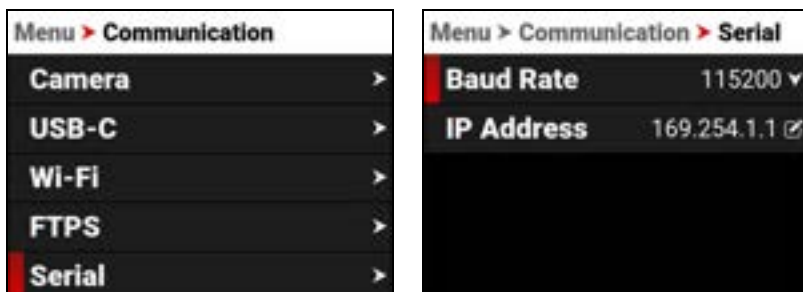 Menu > Communication
Camera
USB-C
Wi-Fi
FTPS
Serial
Menu > Communication > Serial
Baud Rate 115200
IP Address 169.254.1.1